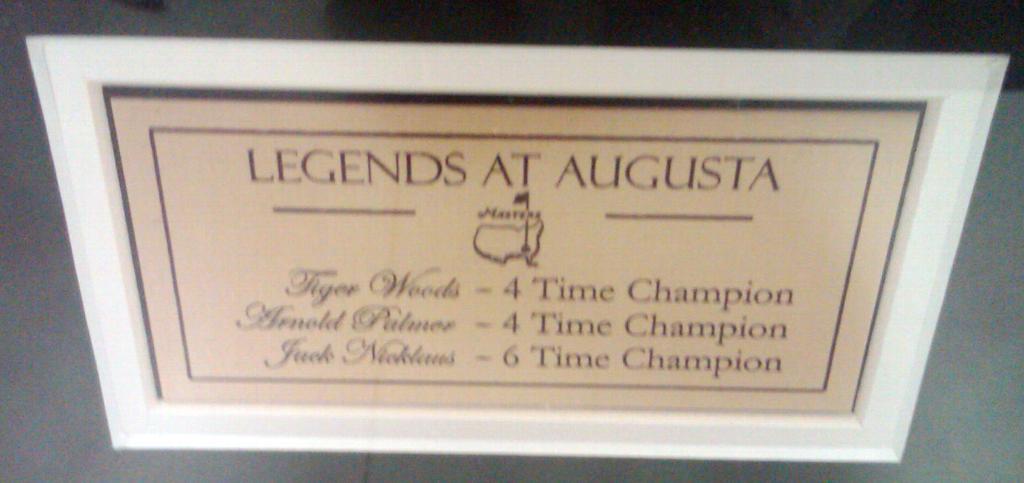 LEGENDS AT AUGUSTA
Masters
Tiger Woods - 4 Time Champion
Arnold Palmer - 4 Time Champion
Jack Nicklaus - 6 Time Champion